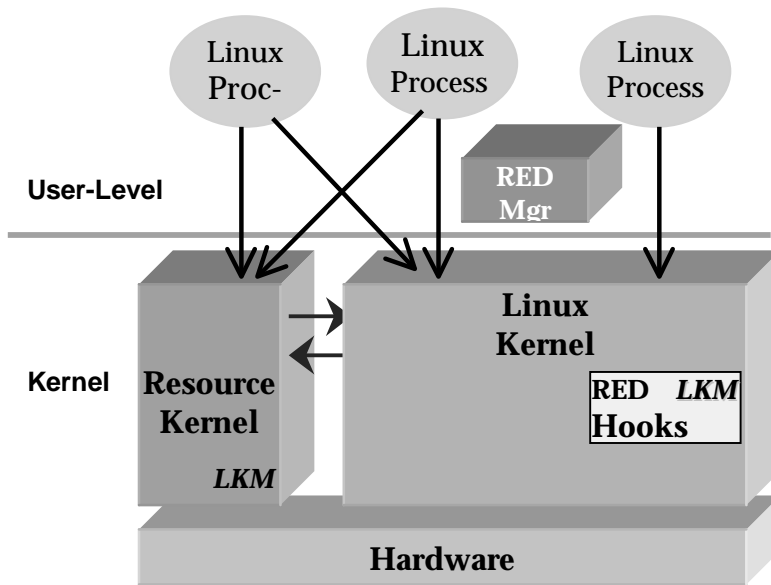 Linux
Proc-
Linux
Process
Linux
Process
User-Level
RED
Mgr
Linux
Kernel
Kernel
Resource
Kernel
LKM
RED LKM
Hooks
Hardware